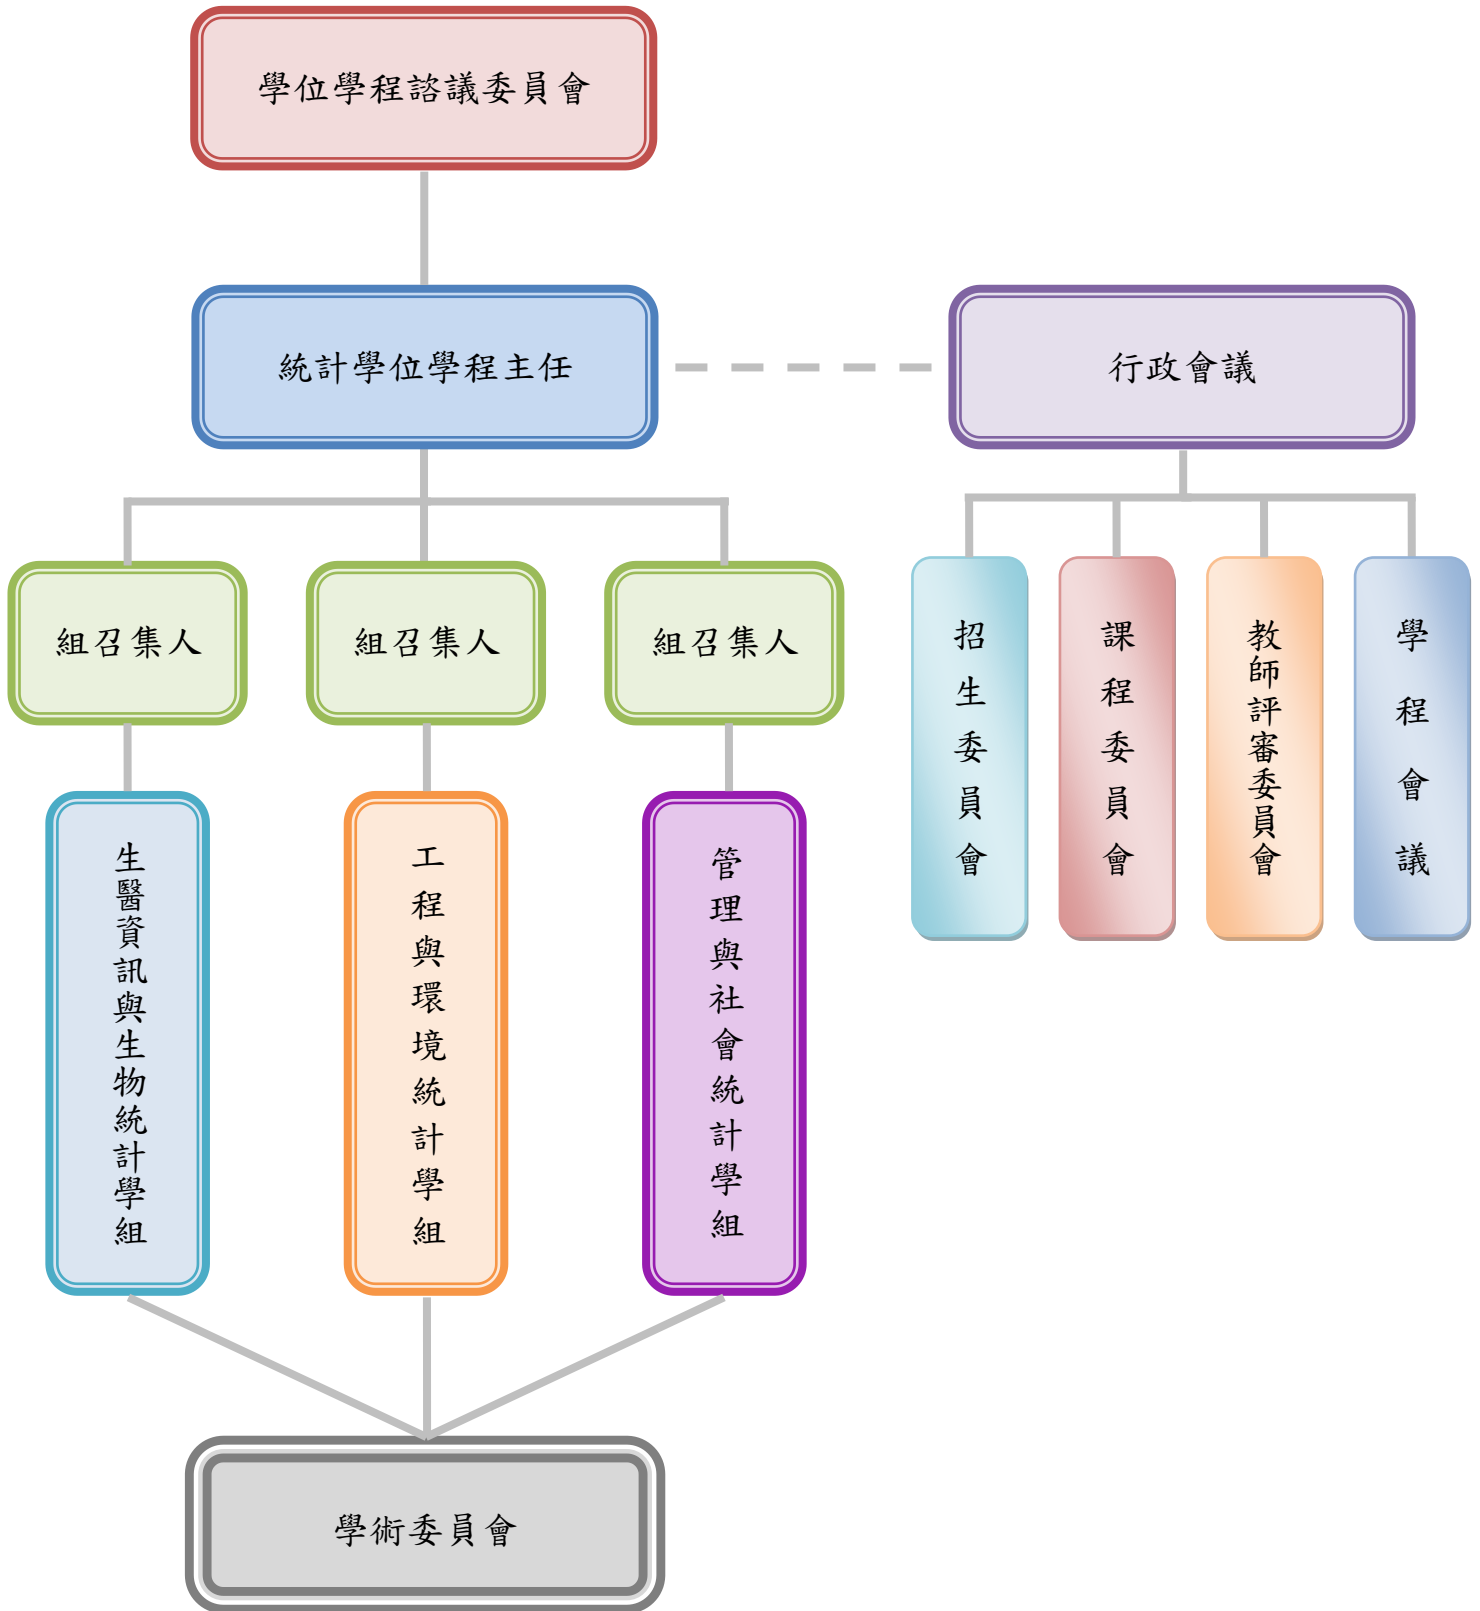 學位學程諮議委員會
統計學位學程主任
行政會議
組召集人
組召集人
組召集人
招生委員會
課程委員會
教師評審委員會
學程會議
生醫資訊與生物統計學組
工程與環境統計學組
管理與社會統計學組
學術委員會